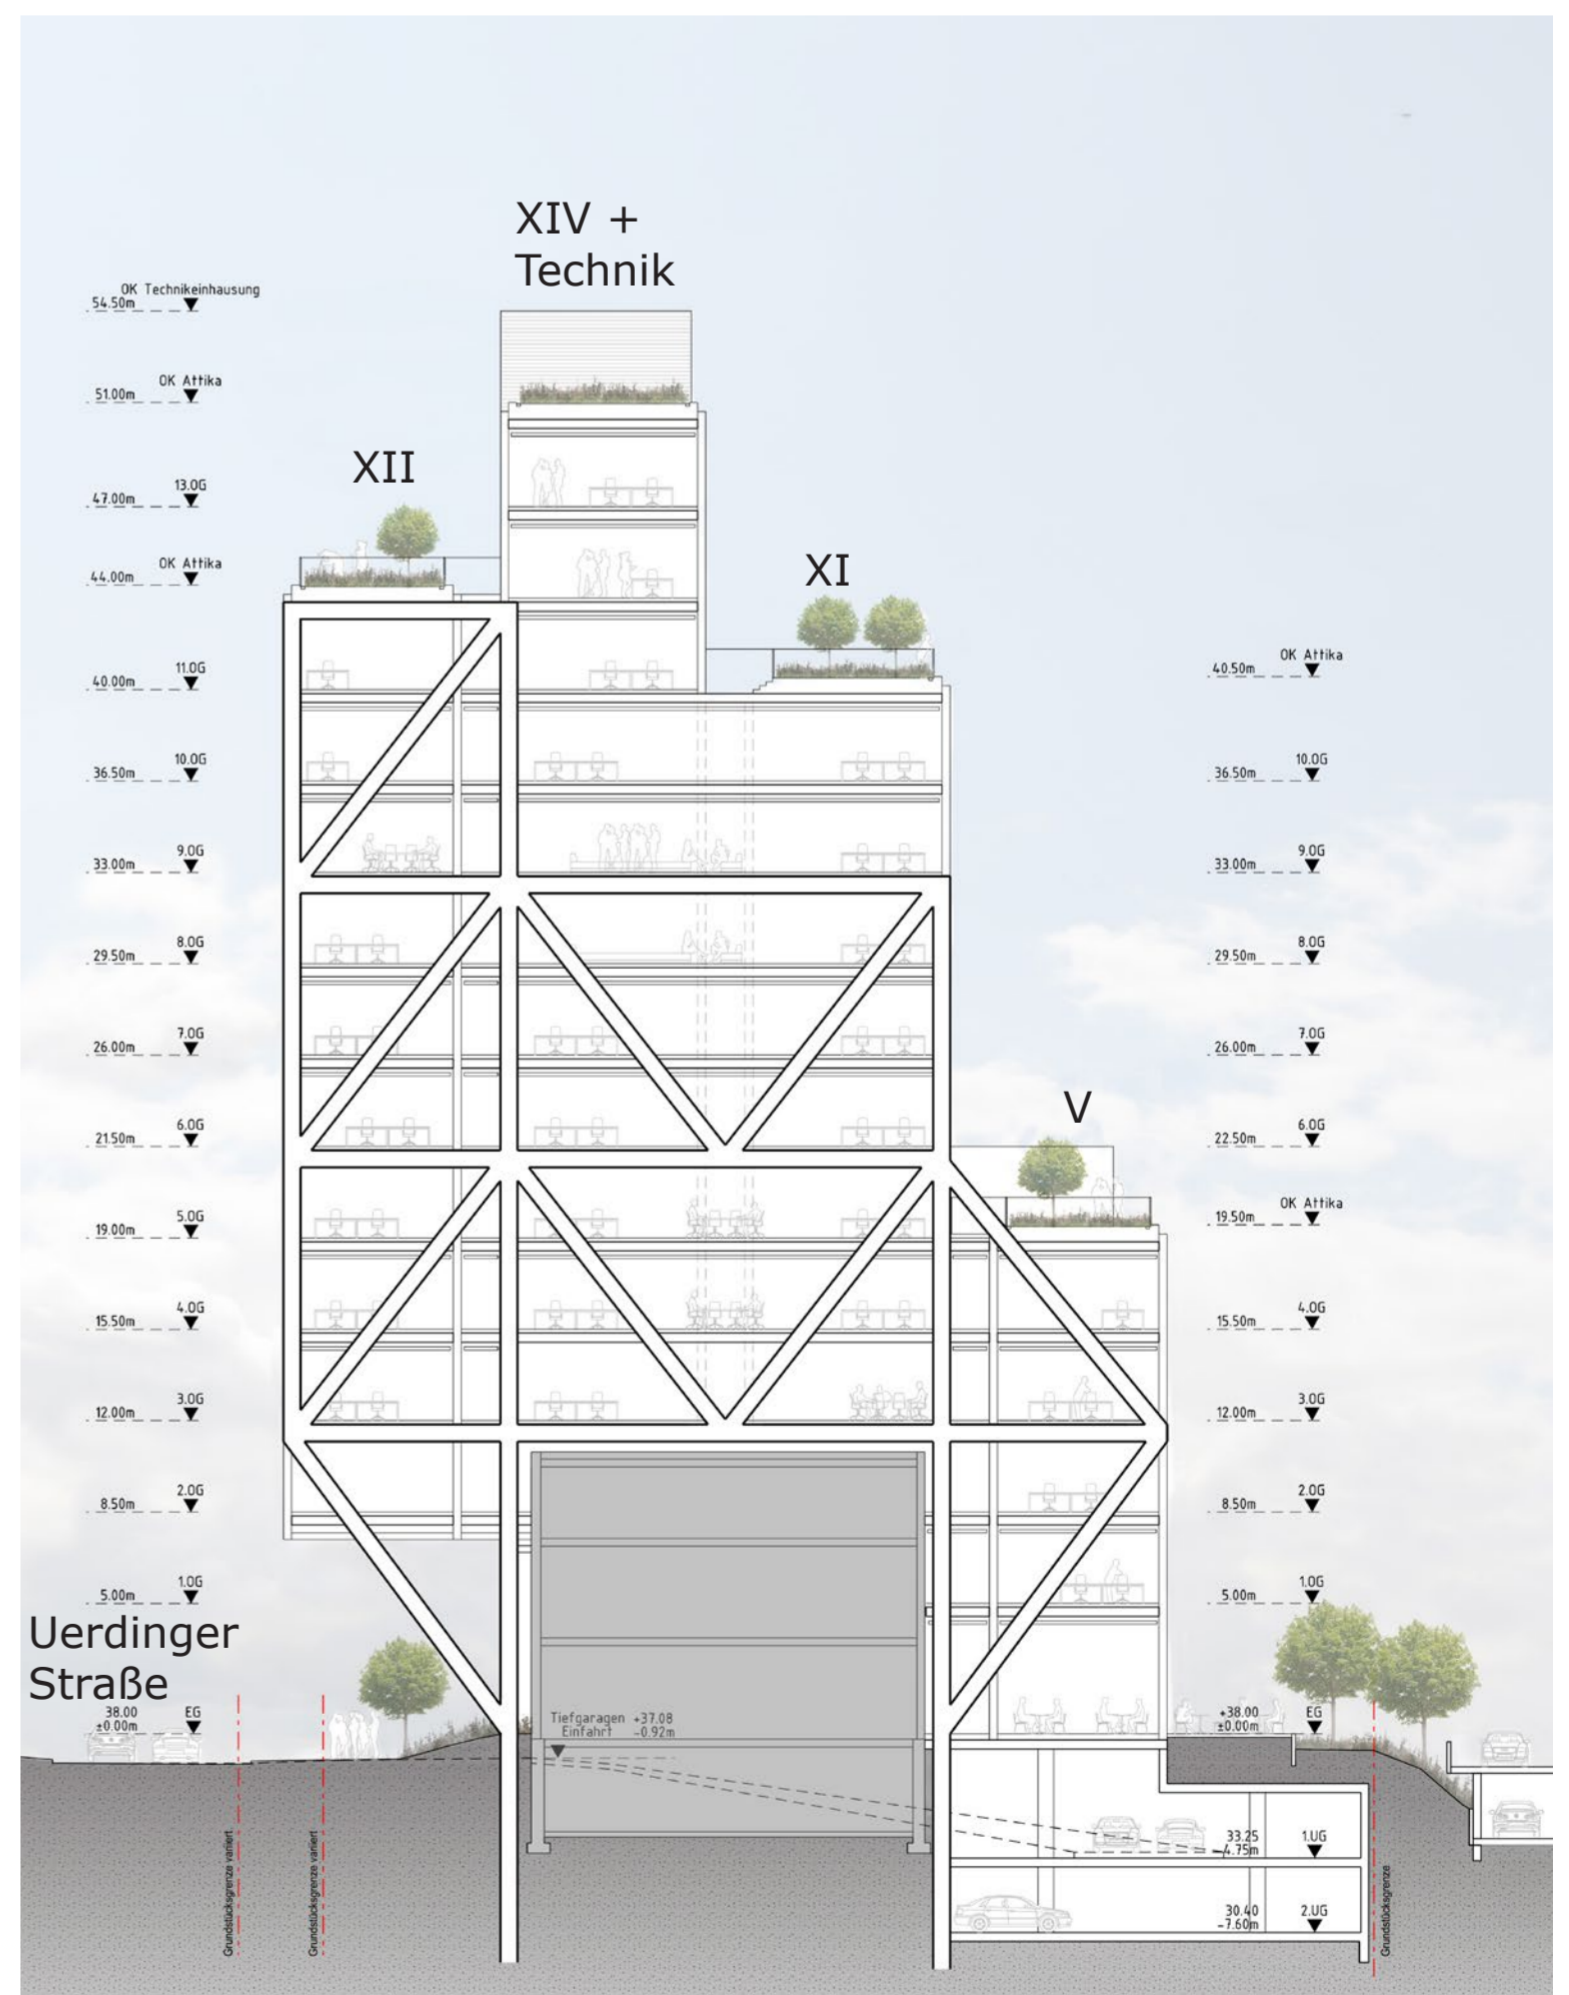 XIV +
Technik
OK Technikeinhausung
54.50m
OK Attika
51.00m
XII
13.OG
47.00m
OK Attika
44.00m
XI
11.OG
40.00m
10.OG
36.50m
9.OG
33.00m
8.OG
29.50m
7.OG
26.00m
6.OG
21.50m
5.OG
19.00m
4.OG
15.50m
3.OG
12.00m
2.OG
8.50m
1.OG
5.00m
Uerdinger
Straße
38.00 EG
±0.00m
OK Attika
40.50m
10.OG
36.50m
9.OG
33.00m
8.OG
29.50m
7.OG
26.00m
V
6.OG
22.50m
OK Attika
19.50m
4.OG
15.50m
3.OG
12.00m
2.OG
8.50m
1.OG
5.00m
+38.00 EG
±0.00m
Tiefgaragen +37.08
Einfahrt -0.92m
33.25 1.UG
-4.75m
30.40 2.UG
-7.60m
Grundstücksgrenze variiert
Grundstücksgrenze variiert
Grundstücksgrenze